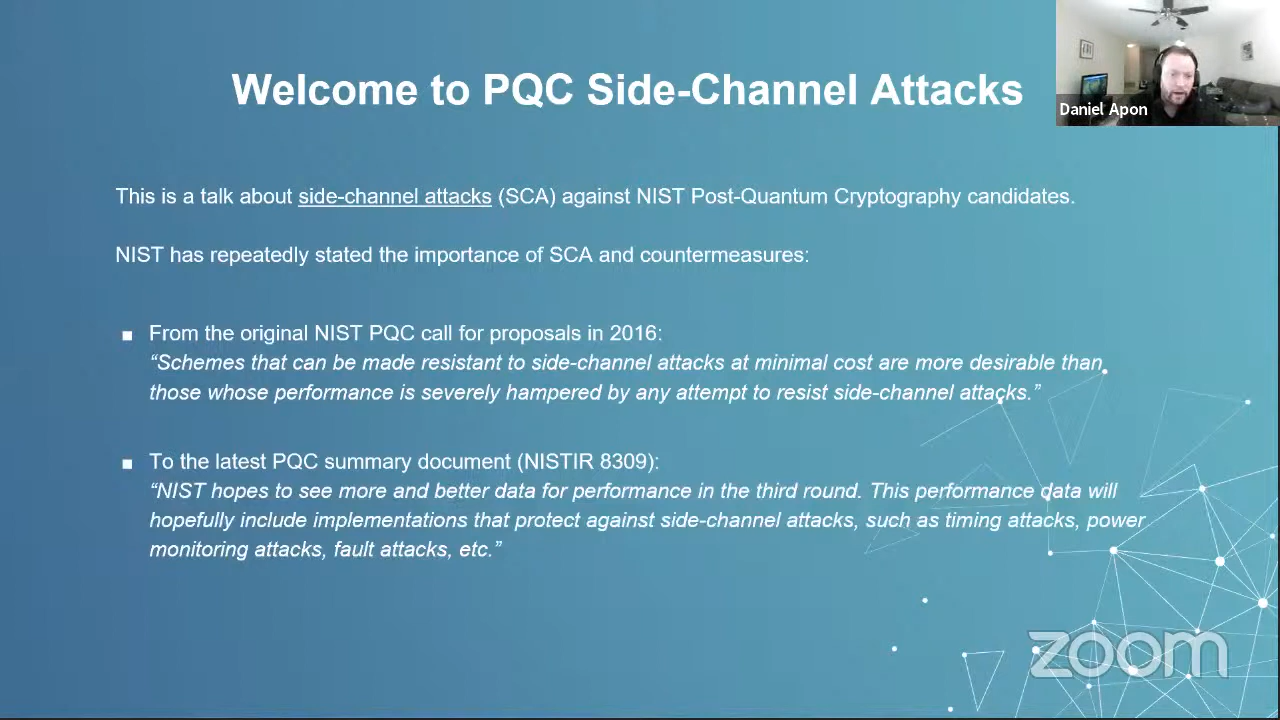 Welcome to PQC Side-Channel Attacks
Daniel Apon
This is a talk about side-channel attacks (SCA) against NIST Post-Quantum Cryptography candidates.
NIST has repeatedly stated the importance of SCA and countermeasures:
■ From the original NIST PQC call for proposals in 2016:
“Schemes that can be made resistant to side-channel attacks at minimal cost are more desirable than
those whose performance is severely hampered by any attempt to resist side-channel attacks.”
■ To the latest PQC summary document (NISTIR 8309):
“NIST hopes to see more and better data for performance in the third round. This performance data will
hopefully include implementations that protect against side-channel attacks, such as timing attacks, power
monitoring attacks, fault attacks, etc.”
zoom